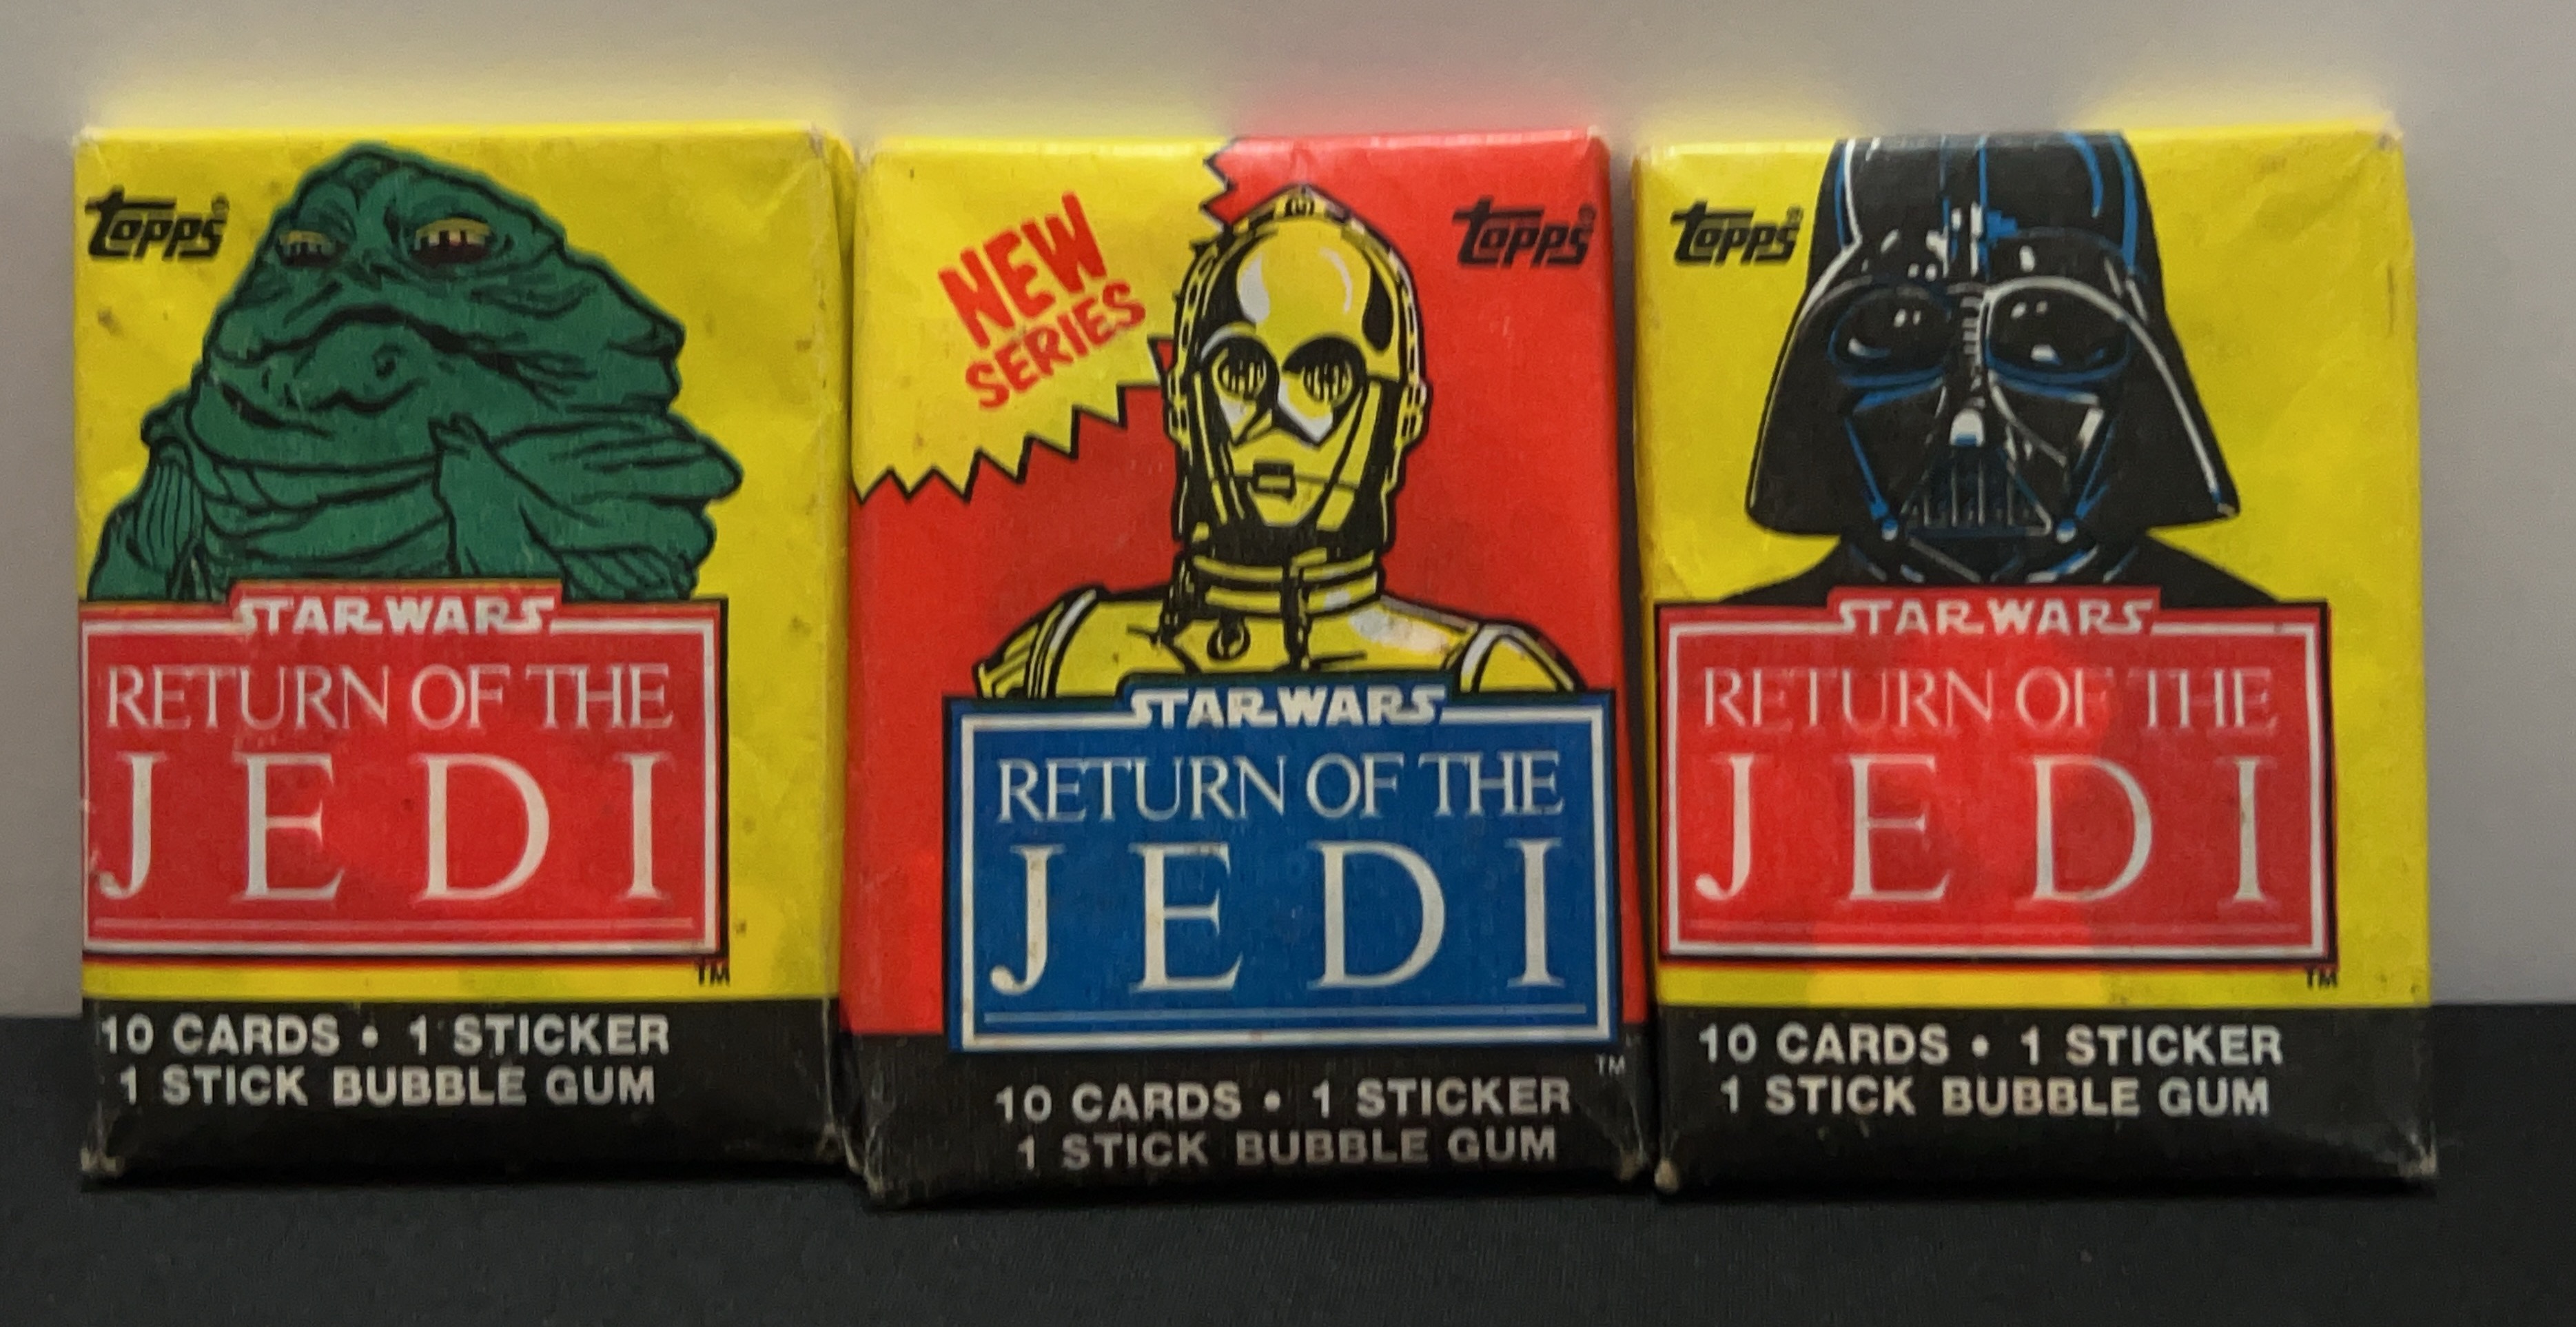 Topps®
STAR WARS
RETURN OF THE
JEDI
TM
10 CARDS • 1 STICKER
1 STICK BUBBLE GUM
NEW
SERIES
Topps®
STAR WARS
RETURN OF THE
JEDI
TM
10 CARDS • 1 STICKER
1 STICK BUBBLE GUM
Topps®
STAR WARS
RETURN OF THE
JEDI
TM
10 CARDS • 1 STICKER
1 STICK BUBBLE GUM